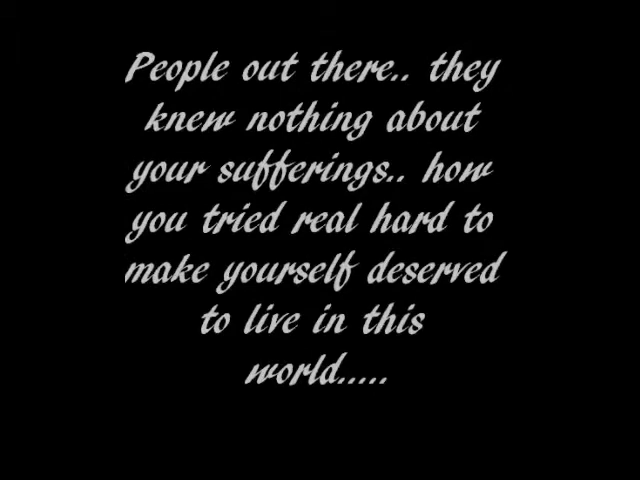 People out there.. they
knew nothing about
your sufferings.. how
you tried real hard to
make yourself deserved
to live in this
world.....